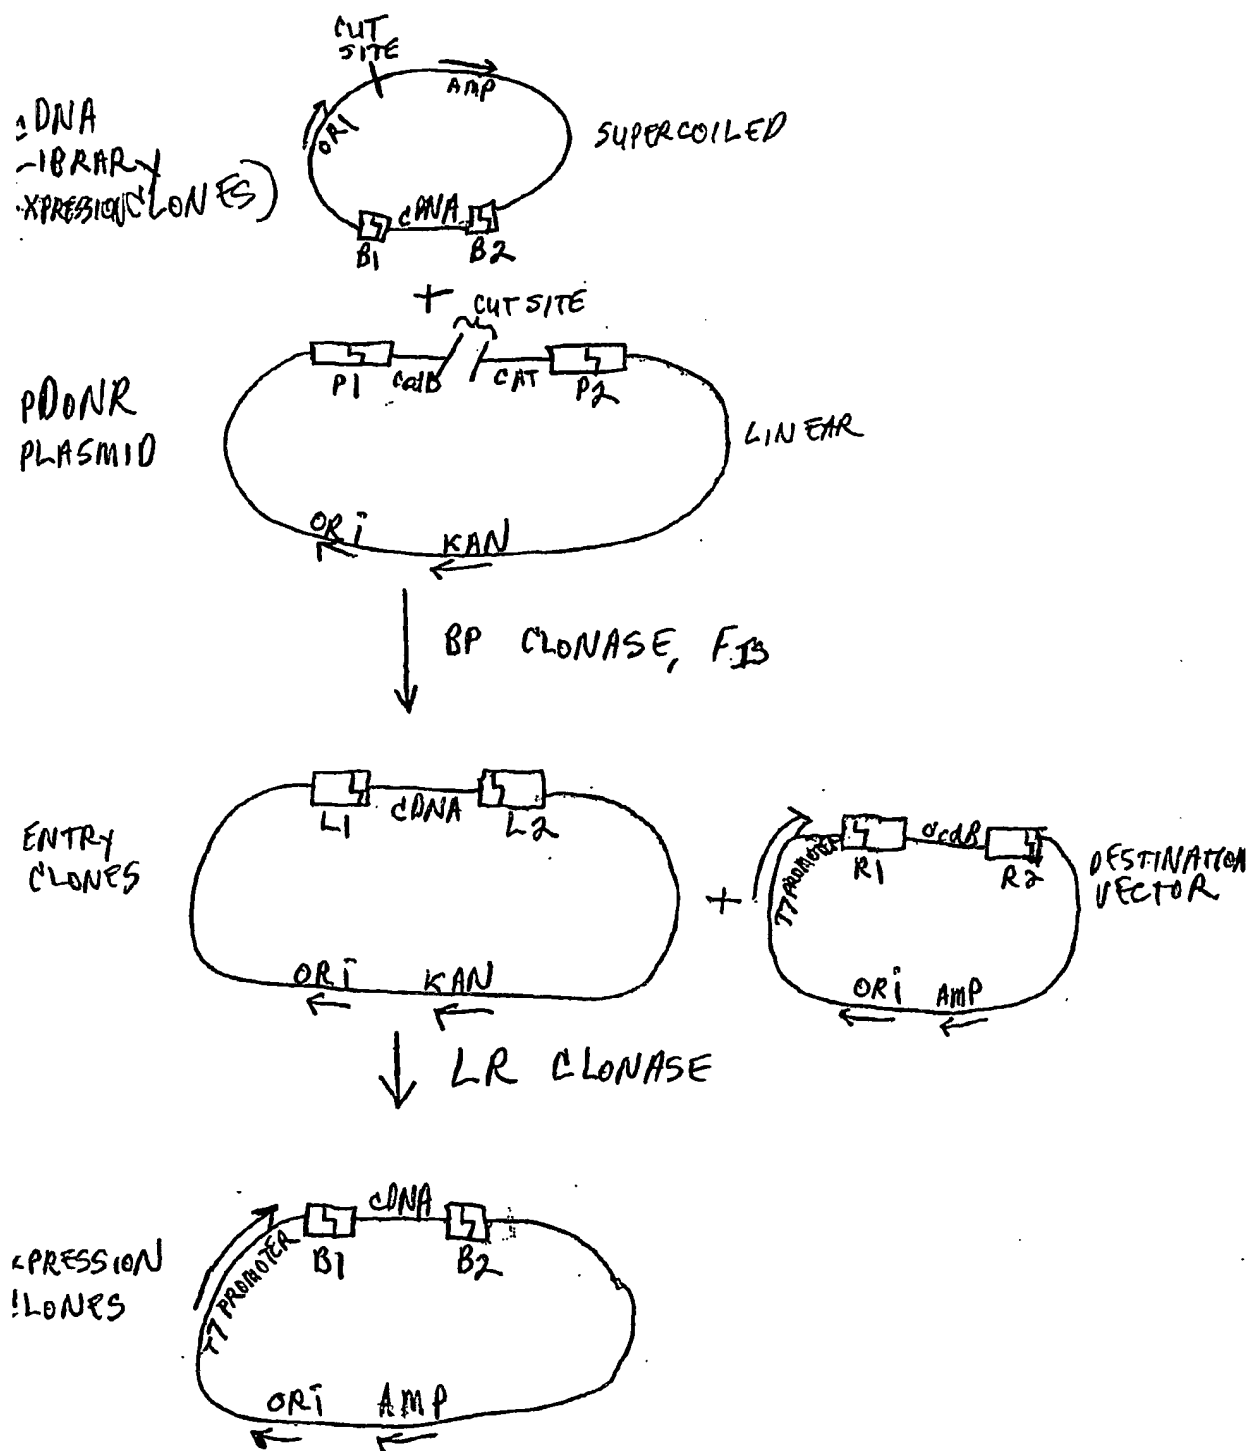 CUT
SITE
AMP
ORI
DNA
IBRARY
XPRESSION CLONES)
SUPERCOILED
cDNA
B1
B2
+
CUT SITE
P1
CAT
P2
PDONR
PLASMID
LINEAR
ORi
KAN
BP CLONASE, FIS
L1
cDNA
L2
ENTRY
CLONES
+
T7 PROMOTER
R1
ccdB
R2
DESTINATION
VECTOR
ORi
KAN
ORi
AMP
LR CLONASE
cDNA
B1
B2
T7 PROMOTER
PRESSION
LONES
ORi
AMP